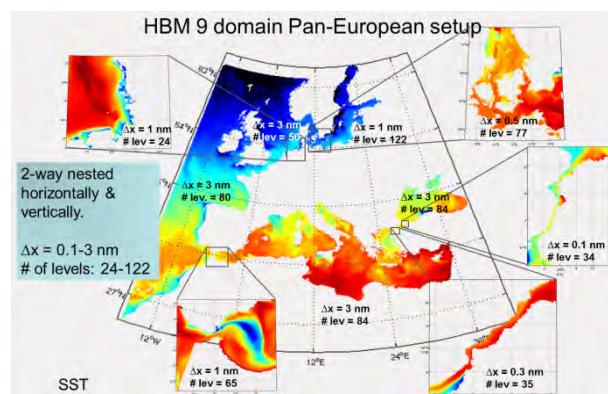 HBM 9 domain Pan-European setup
Δx = 1 nm
# lev = 24
Δx = 3 nm
# lev = 50
Δx = 1 nm
# lev = 122
Δx = 0.5 nm
# lev = 77
2-way nested
horizontally &
vertically.
Δx = 0.1-3 nm
# of levels: 24-122
Δx = 3 nm
# lev. = 80
Δx = 3 nm
# lev = 84
Δx = 0.1 nm
# lev = 34
Δx = 3 nm
# lev = 84
Δx = 1 nm
# lev = 65
Δx = 0.3 nm
# lev = 35
63°N
54°N
27°N
12°W
0°
12°E
24°E
SST